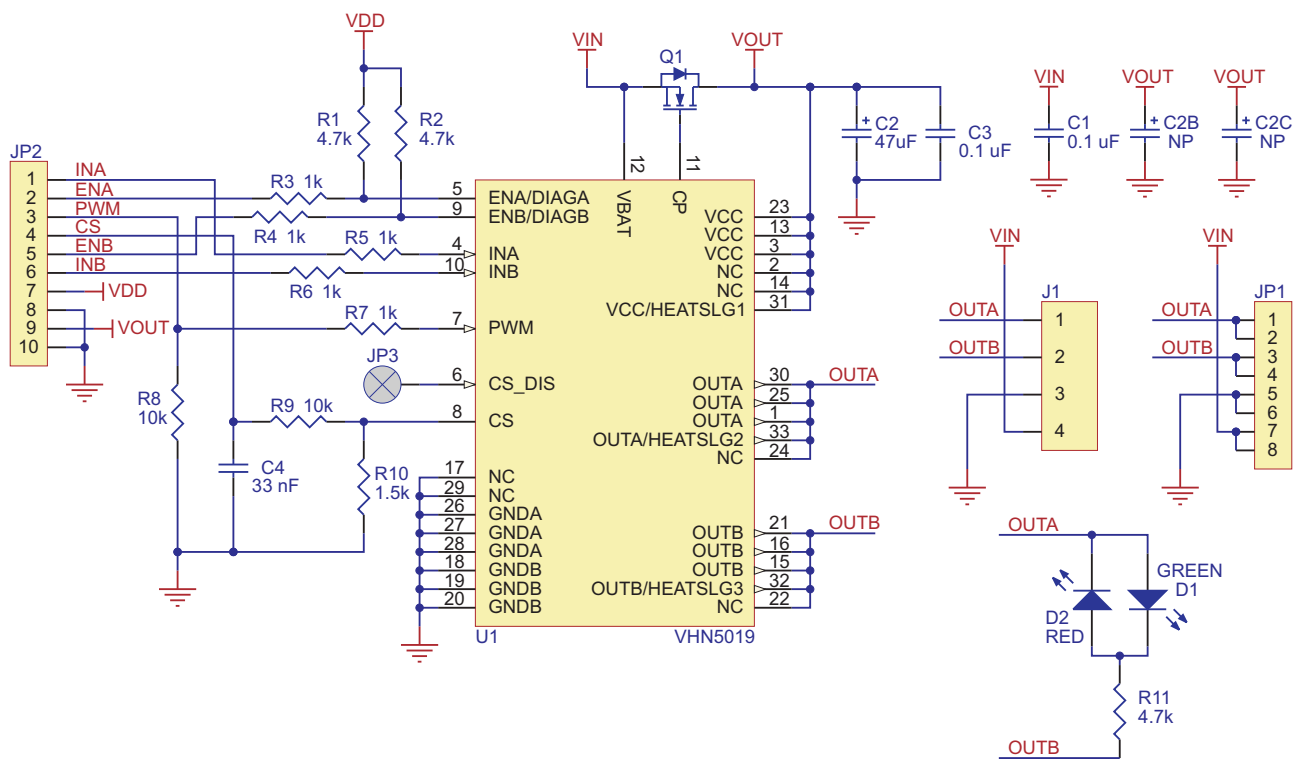 VDD
VIN
Q1
VOUT
R1
4.7k
R2
4.7k
12
11
+
C2
47uF
C3
0.1 uF
VIN
C1
0.1 uF
VOUT
+
C2B
NP
VOUT
+
C2C
NP
JP2
1
INA
2
ENA
3
PWM
4
CS
5
ENB
6
INB
7
VDD
8
9
VOUT
10
R3 1k
R4 1k
R5 1k
R6 1k
R7 1k
JP3
R8
10k
R9 10k
C4
33 nF
R10
1.5k
5 ENA/DIAGA
9 ENB/DIAGB
4 INA
10 INB
7 PWM
6 CS_DIS
8 CS
17 NC
29 NC
26 GNDA
27 GNDA
28 GNDA
18 GNDB
19 GNDB
20 GNDB
VBAT
CP
VCC 23
VCC 13
VCC 3
NC 2
NC 14
VCC/HEATSLG1 31
OUTA 30 OUTA
OUTA 25
OUTA 1
OUTA/HEATSLG2 33
NC 24
OUTB 21 OUTB
OUTB 16
OUTB 15
OUTB/HEATSLG3 32
NC 22
U1
VHN5019
VIN
J1
OUTA 1
OUTB 2
3
4
VIN
JP1
OUTA 1
2
OUTB 3
4
5
6
7
8
OUTA
GREEN
D1
D2
RED
R11
4.7k
OUTB